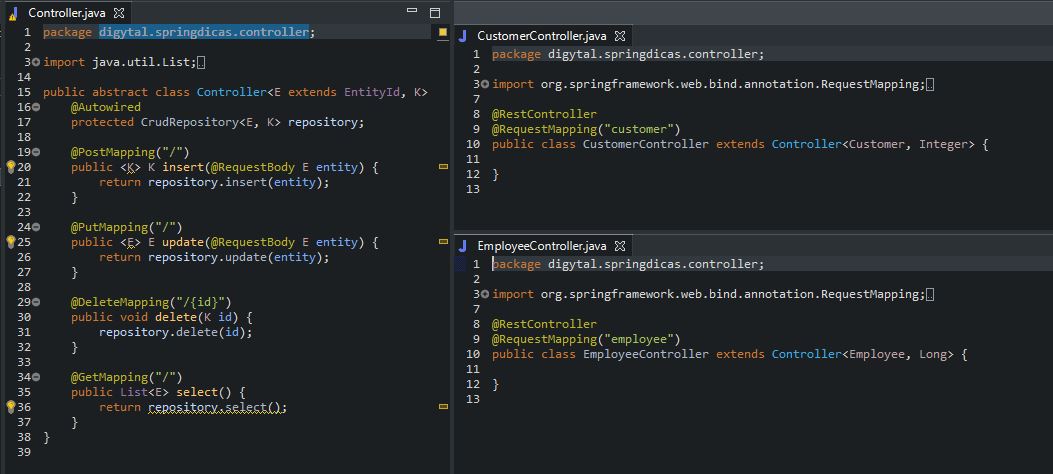 Controller.java
1 package digytal.springdicas.controller;
2
3 import java.util.List;
14
15 public abstract class Controller<E extends EntityId, K>
16 @Autowired
17 protected CrudRepository<E, K> repository;
18
19 @PostMapping("/")
20 public <K> K insert(@RequestBody E entity) {
21 return repository.insert(entity);
22 }
23
24 @PutMapping("/")
25 public <E> E update(@RequestBody E entity) {
26 return repository.update(entity);
27 }
28
29 @DeleteMapping("/{id}")
30 public void delete(K id) {
31 repository.delete(id);
32 }
33
34 @GetMapping("/")
35 public List<E> select() {
36 return repository.select();
37 }
38 }
39
CustomerController.java
1 package digytal.springdicas.controller;
2
3 import org.springframework.web.bind.annotation.RequestMapping;
7
8 @RestController
9 @RequestMapping("customer")
10 public class CustomerController extends Controller<Customer, Integer> {
11
12 }
13
EmployeeController.java
1 package digytal.springdicas.controller;
2
3 import org.springframework.web.bind.annotation.RequestMapping;
7
8 @RestController
9 @RequestMapping("employee")
10 public class EmployeeController extends Controller<Employee, Long> {
11
12 }
13